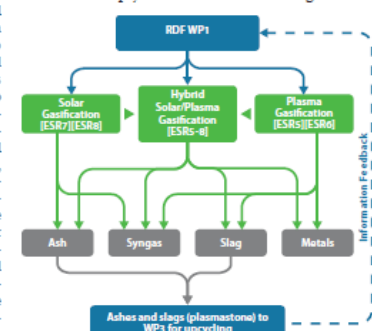 RDF WP1
Solar
Gasification
[ESR7][ESR8]
Hybrid
Solar/Plasma
Gasification
[ESR5-8]
Plasma
Gasification
[ESR5][ESR6]
Information Feedback
Ash
Syngas
Slag
Metals
Ashes and slags (plasmastone) to
WP3 for upcycling